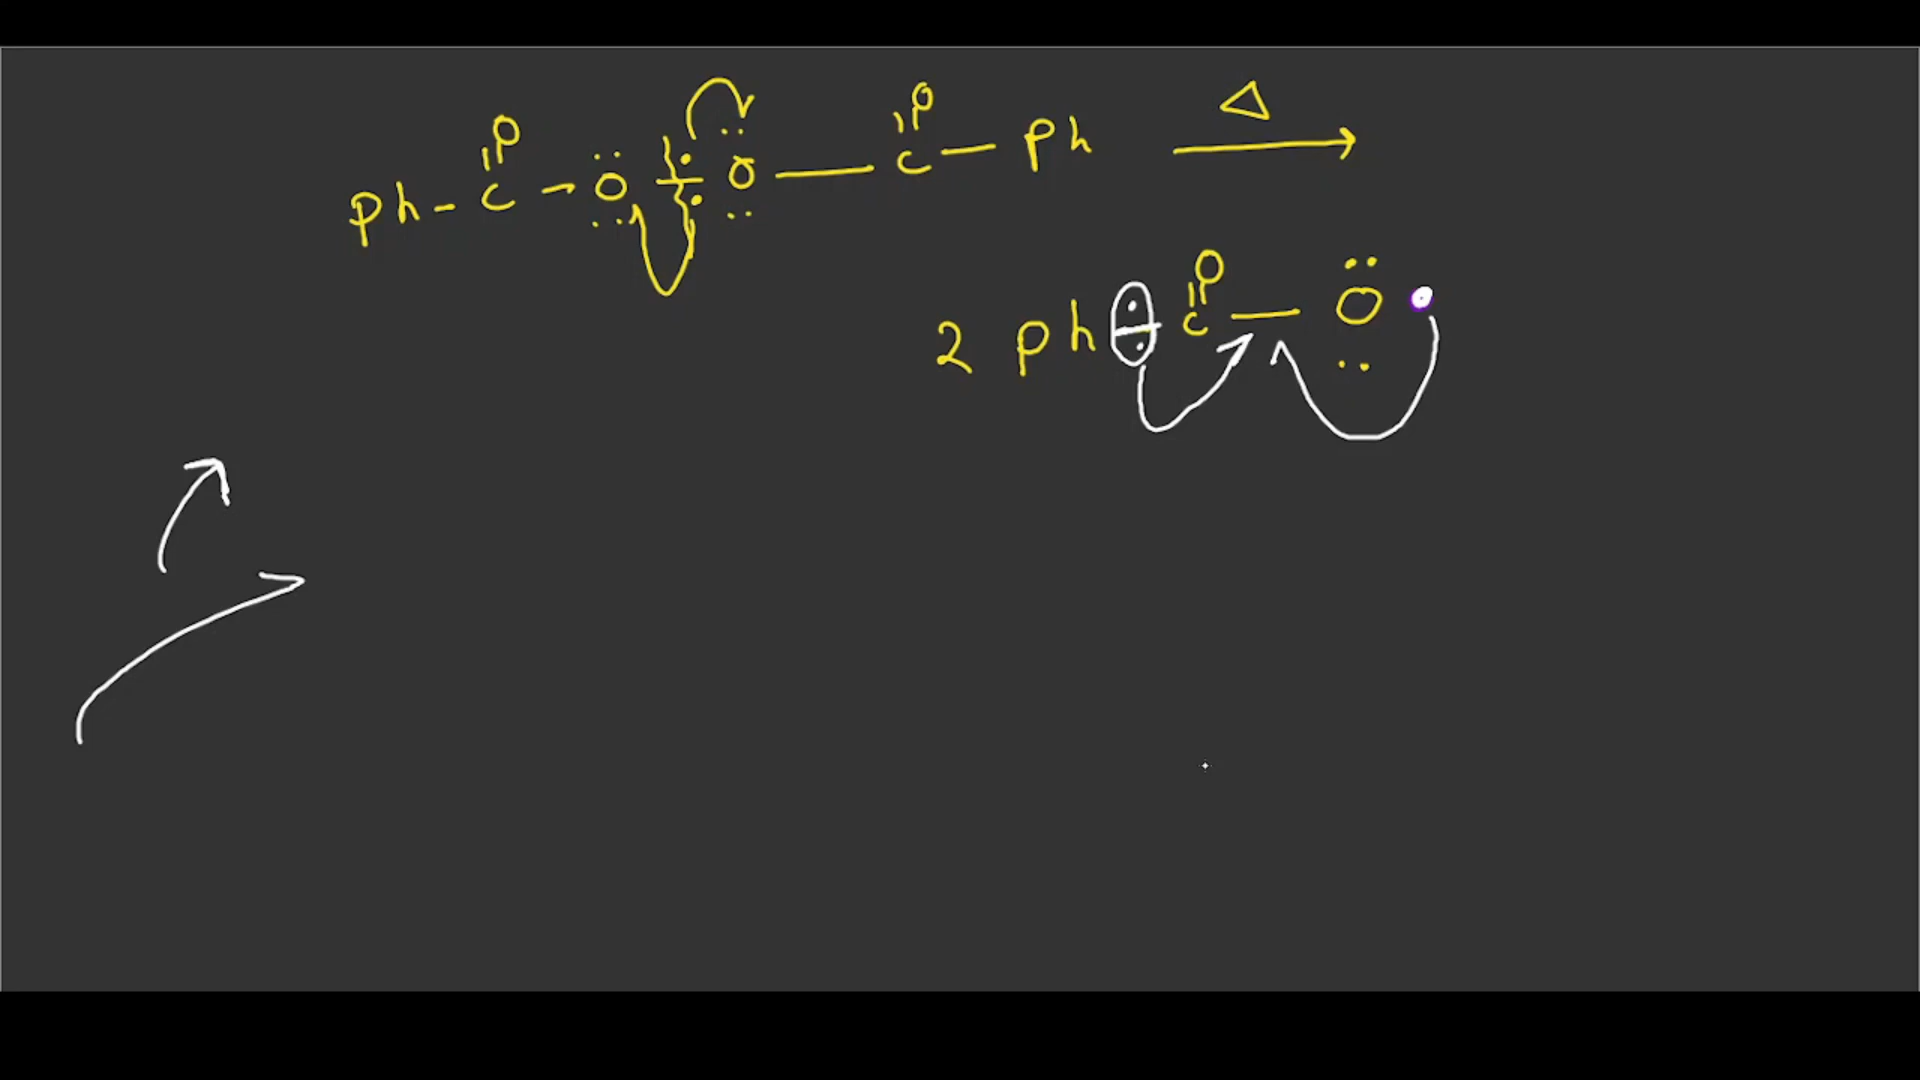 O O △
Ph - C - O - O - C - Ph →
O
2 Ph - C - O •